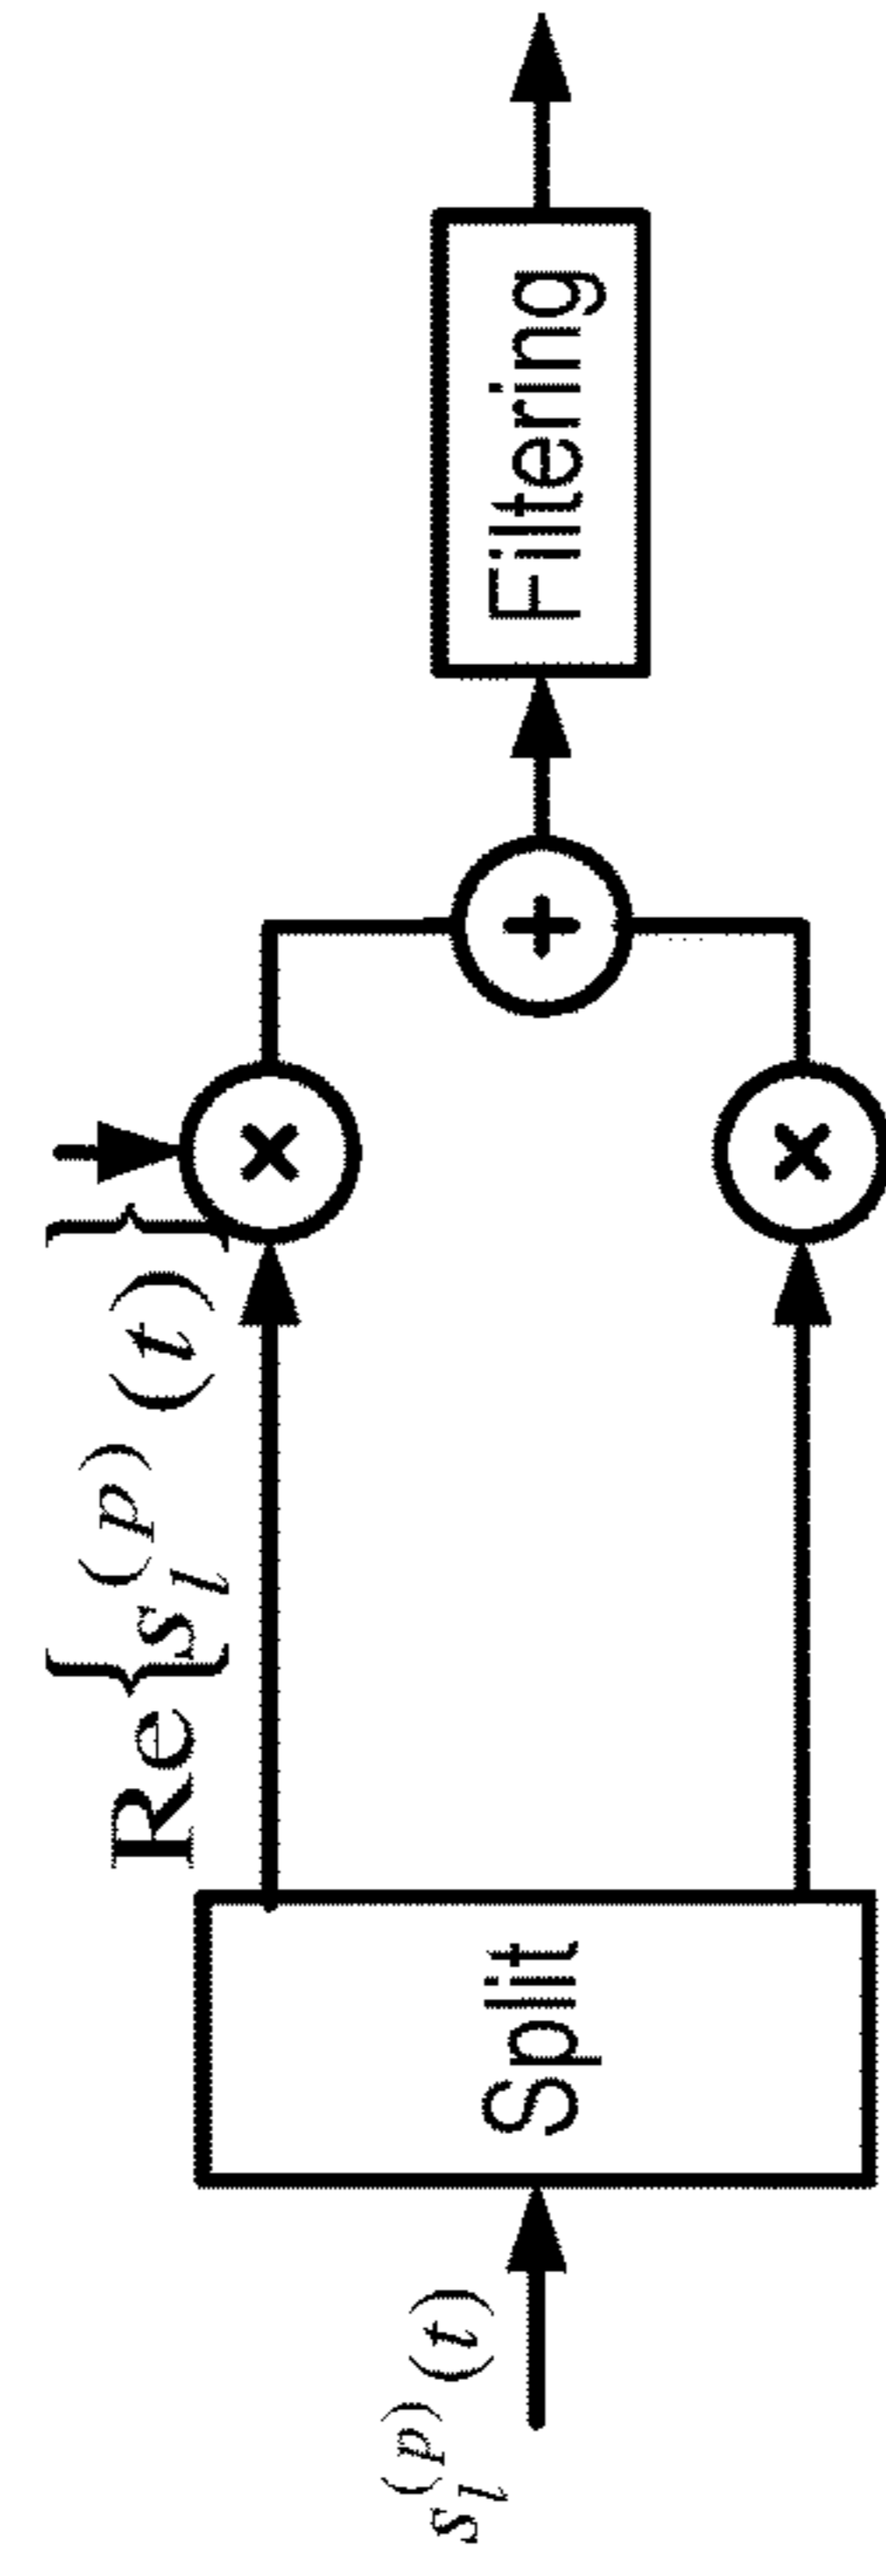 s_l^{(p)}(t)
Split
Re{s_l^{(p)}(t)}
×
×
+
Filtering